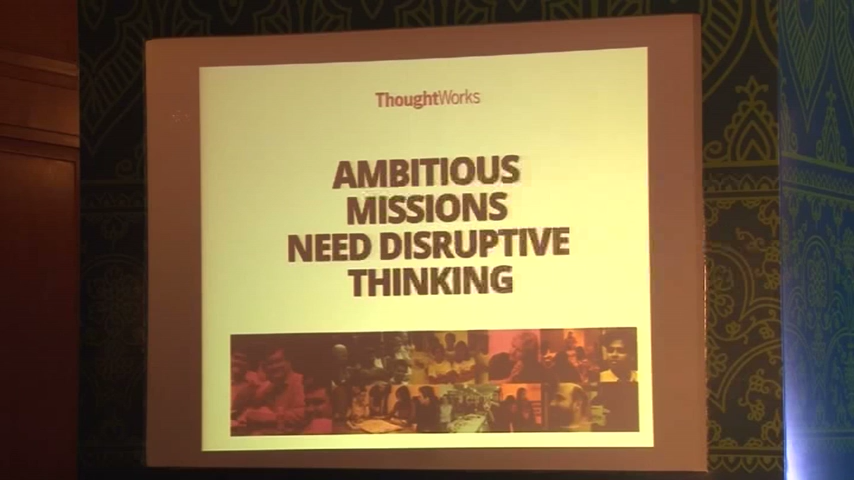 ThoughtWorks
AMBITIOUS
MISSIONS
NEED DISRUPTIVE
THINKING